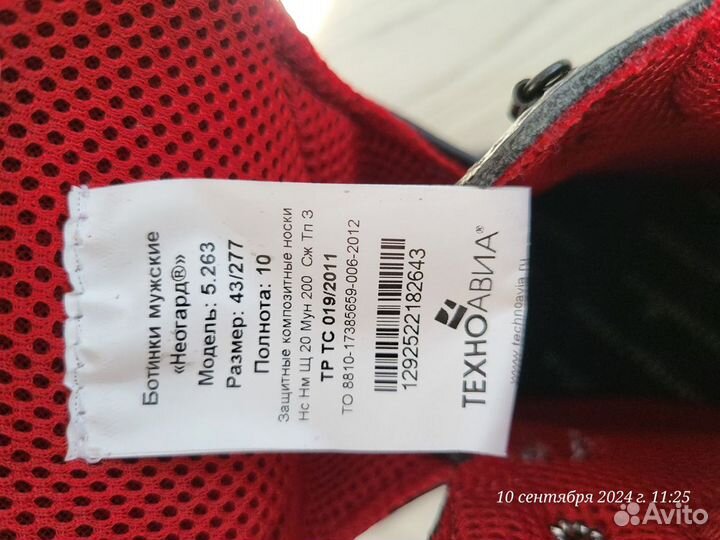 Ботинки мужские
«Неогард®»
Модель: 5.263
Размер: 43/277
Полнота: 10
Защитные композитные носки
Нс Нм Щ 20 Мун 200 Сж Тп З
ТР ТС 019/2011
ТО 8810-17385659-006-2012
1292522182643
ТЕХНОАВИА®
www.technoavia.ru
10 сентября 2024 г. 11:25
Avito